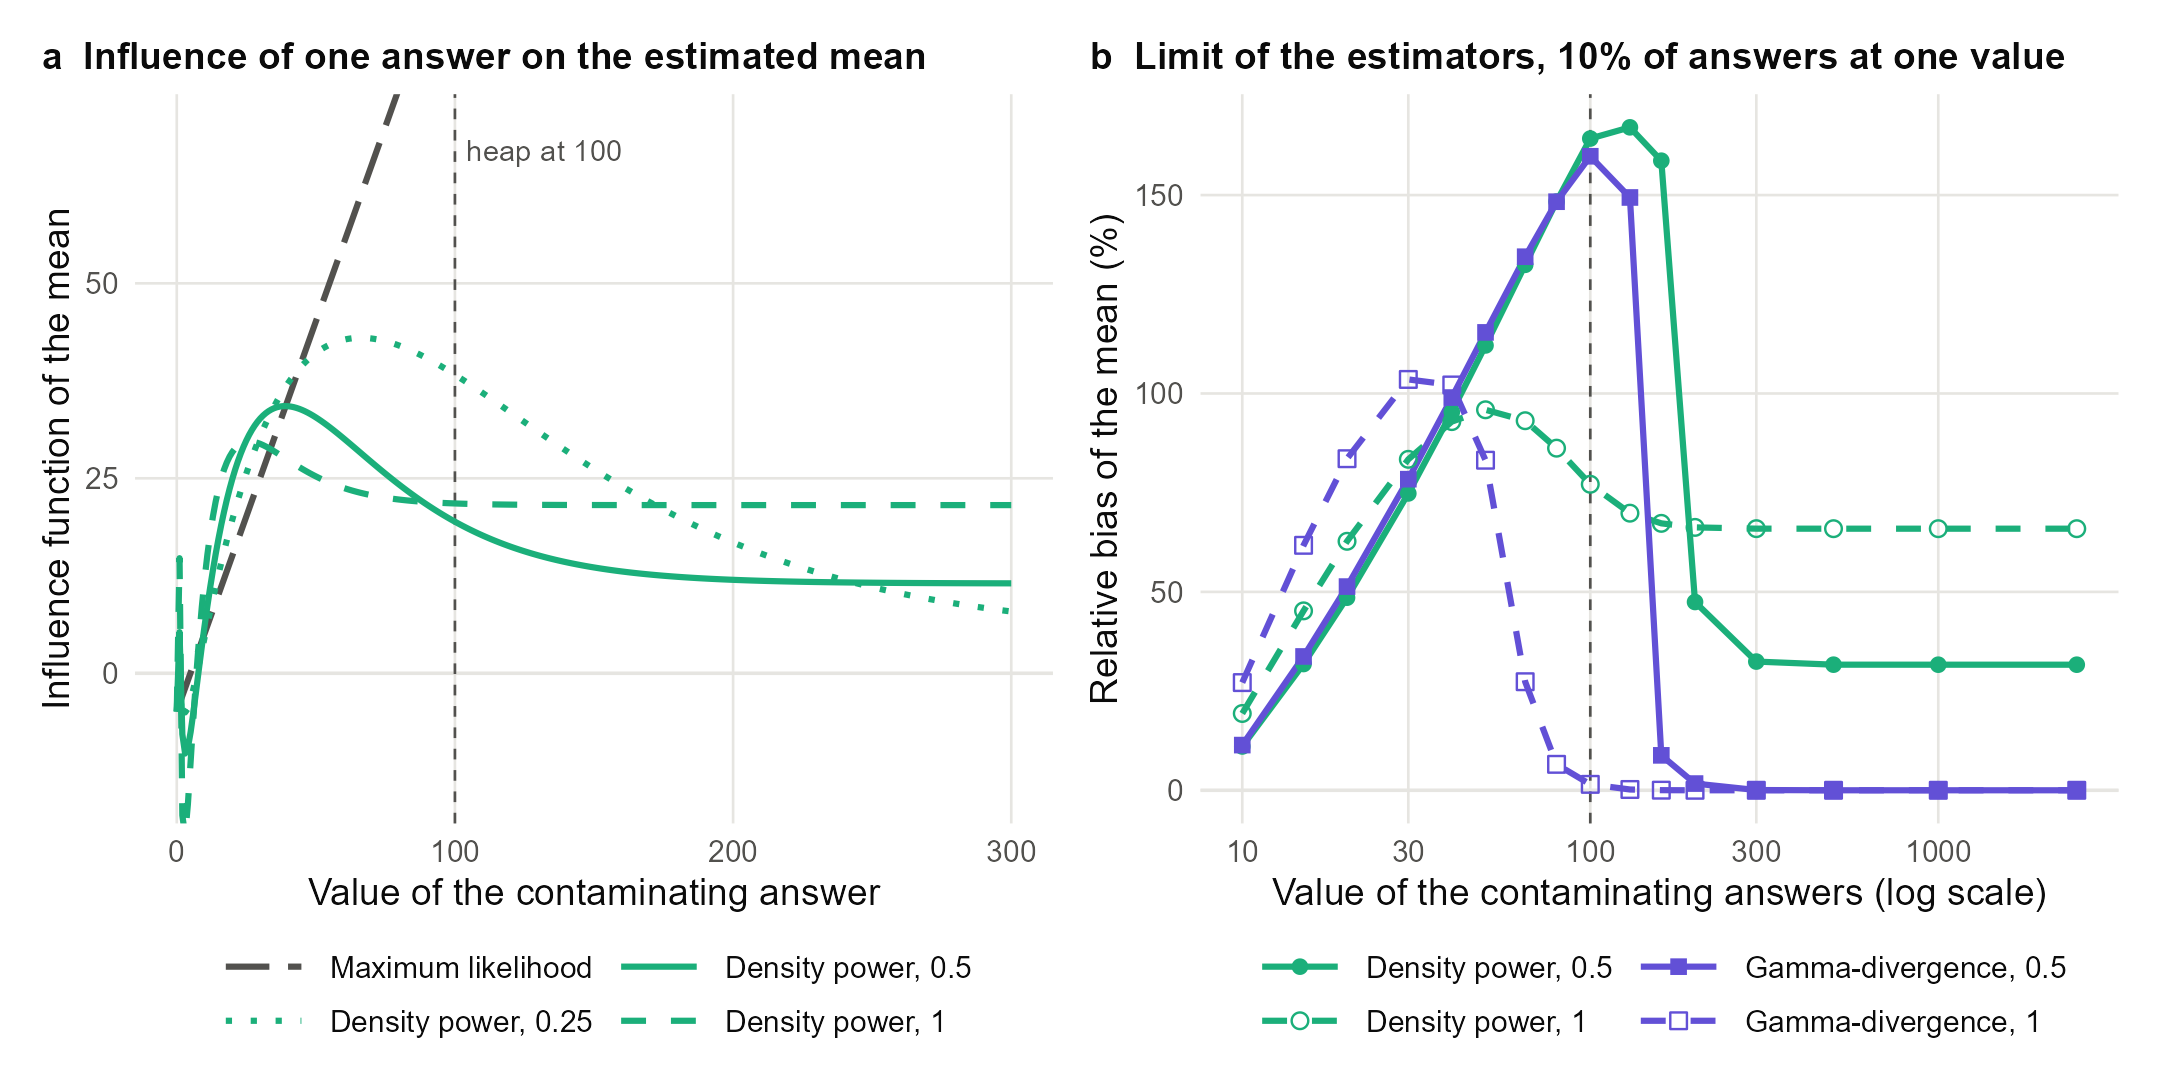 a Influence of one answer on the estimated mean
Influence function of the mean
50
25
0
heap at 100
0 100 200 300
Value of the contaminating answer
Maximum likelihood
Density power, 0.5
Density power, 0.25
Density power, 1
b Limit of the estimators, 10% of answers at one value
Relative bias of the mean (%)
150
100
50
0
10 30 100 300 1000
Value of the contaminating answers (log scale)
Density power, 0.5
Gamma-divergence, 0.5
Density power, 1
Gamma-divergence, 1